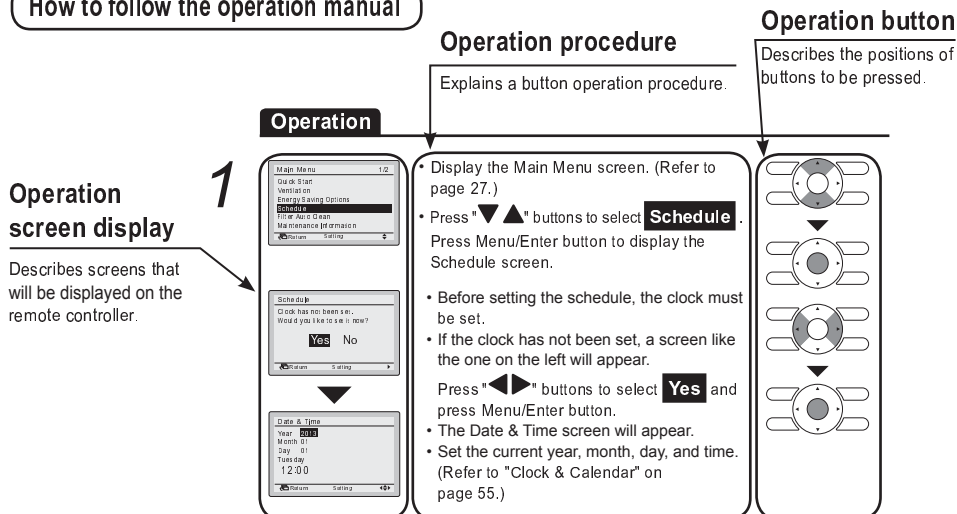 How to follow the operation manual
Operation button
Describes the positions of
buttons to be pressed.
Operation procedure
Explains a button operation procedure.
Operation
Operation
screen display
Describes screens that
will be displayed on the
remote controller.
1
Main Menu 1/2
Quick Start
Ventilation
Energy Saving Options
Schedule
Filter Auto Clean
Maintenance Information
Return Setting
• Display the Main Menu screen. (Refer to
page 27.)
• Press "▼ ▲" buttons to select Schedule .
Press Menu/Enter button to display the
Schedule screen.
Schedule
Clock has not been set.
Would you like to set it now?
Yes No
Return Setting
• Before setting the schedule, the clock must
be set.
• If the clock has not been set, a screen like
the one on the left will appear.
Press "◀▶" buttons to select Yes and
press Menu/Enter button.
• The Date & Time screen will appear.
• Set the current year, month, day, and time.
(Refer to "Clock & Calendar" on
page 55.)
Date & Time
Year 2013
Month 01
Day 01
Tuesday
12:00
Return Setting